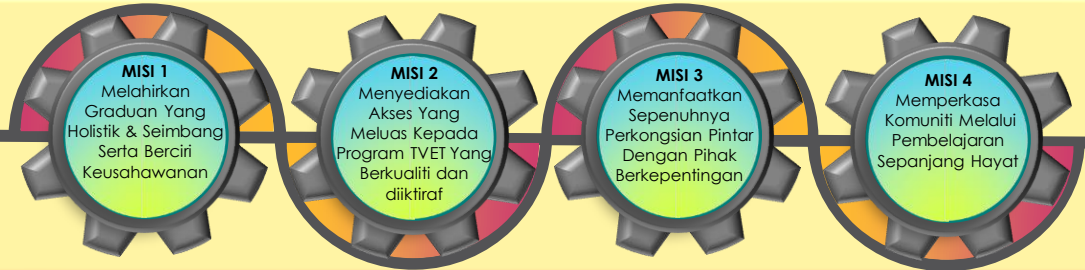 MISI 1
Melahirkan
Graduan Yang
Holistik & Seimbang
Serta Berciri
Keusahawanan
MISI 2
Menyediakan
Akses Yang
Meluas Kepada
Program TVET Yang
Berkualiti dan
diiktiraf
MISI 3
Memanfaatkan
Sepenuhnya
Perkongsian Pintar
Dengan Pihak
Berkepentingan
MISI 4
Memperkasa
Komuniti Melalui
Pembelajaran
Sepanjang Hayat